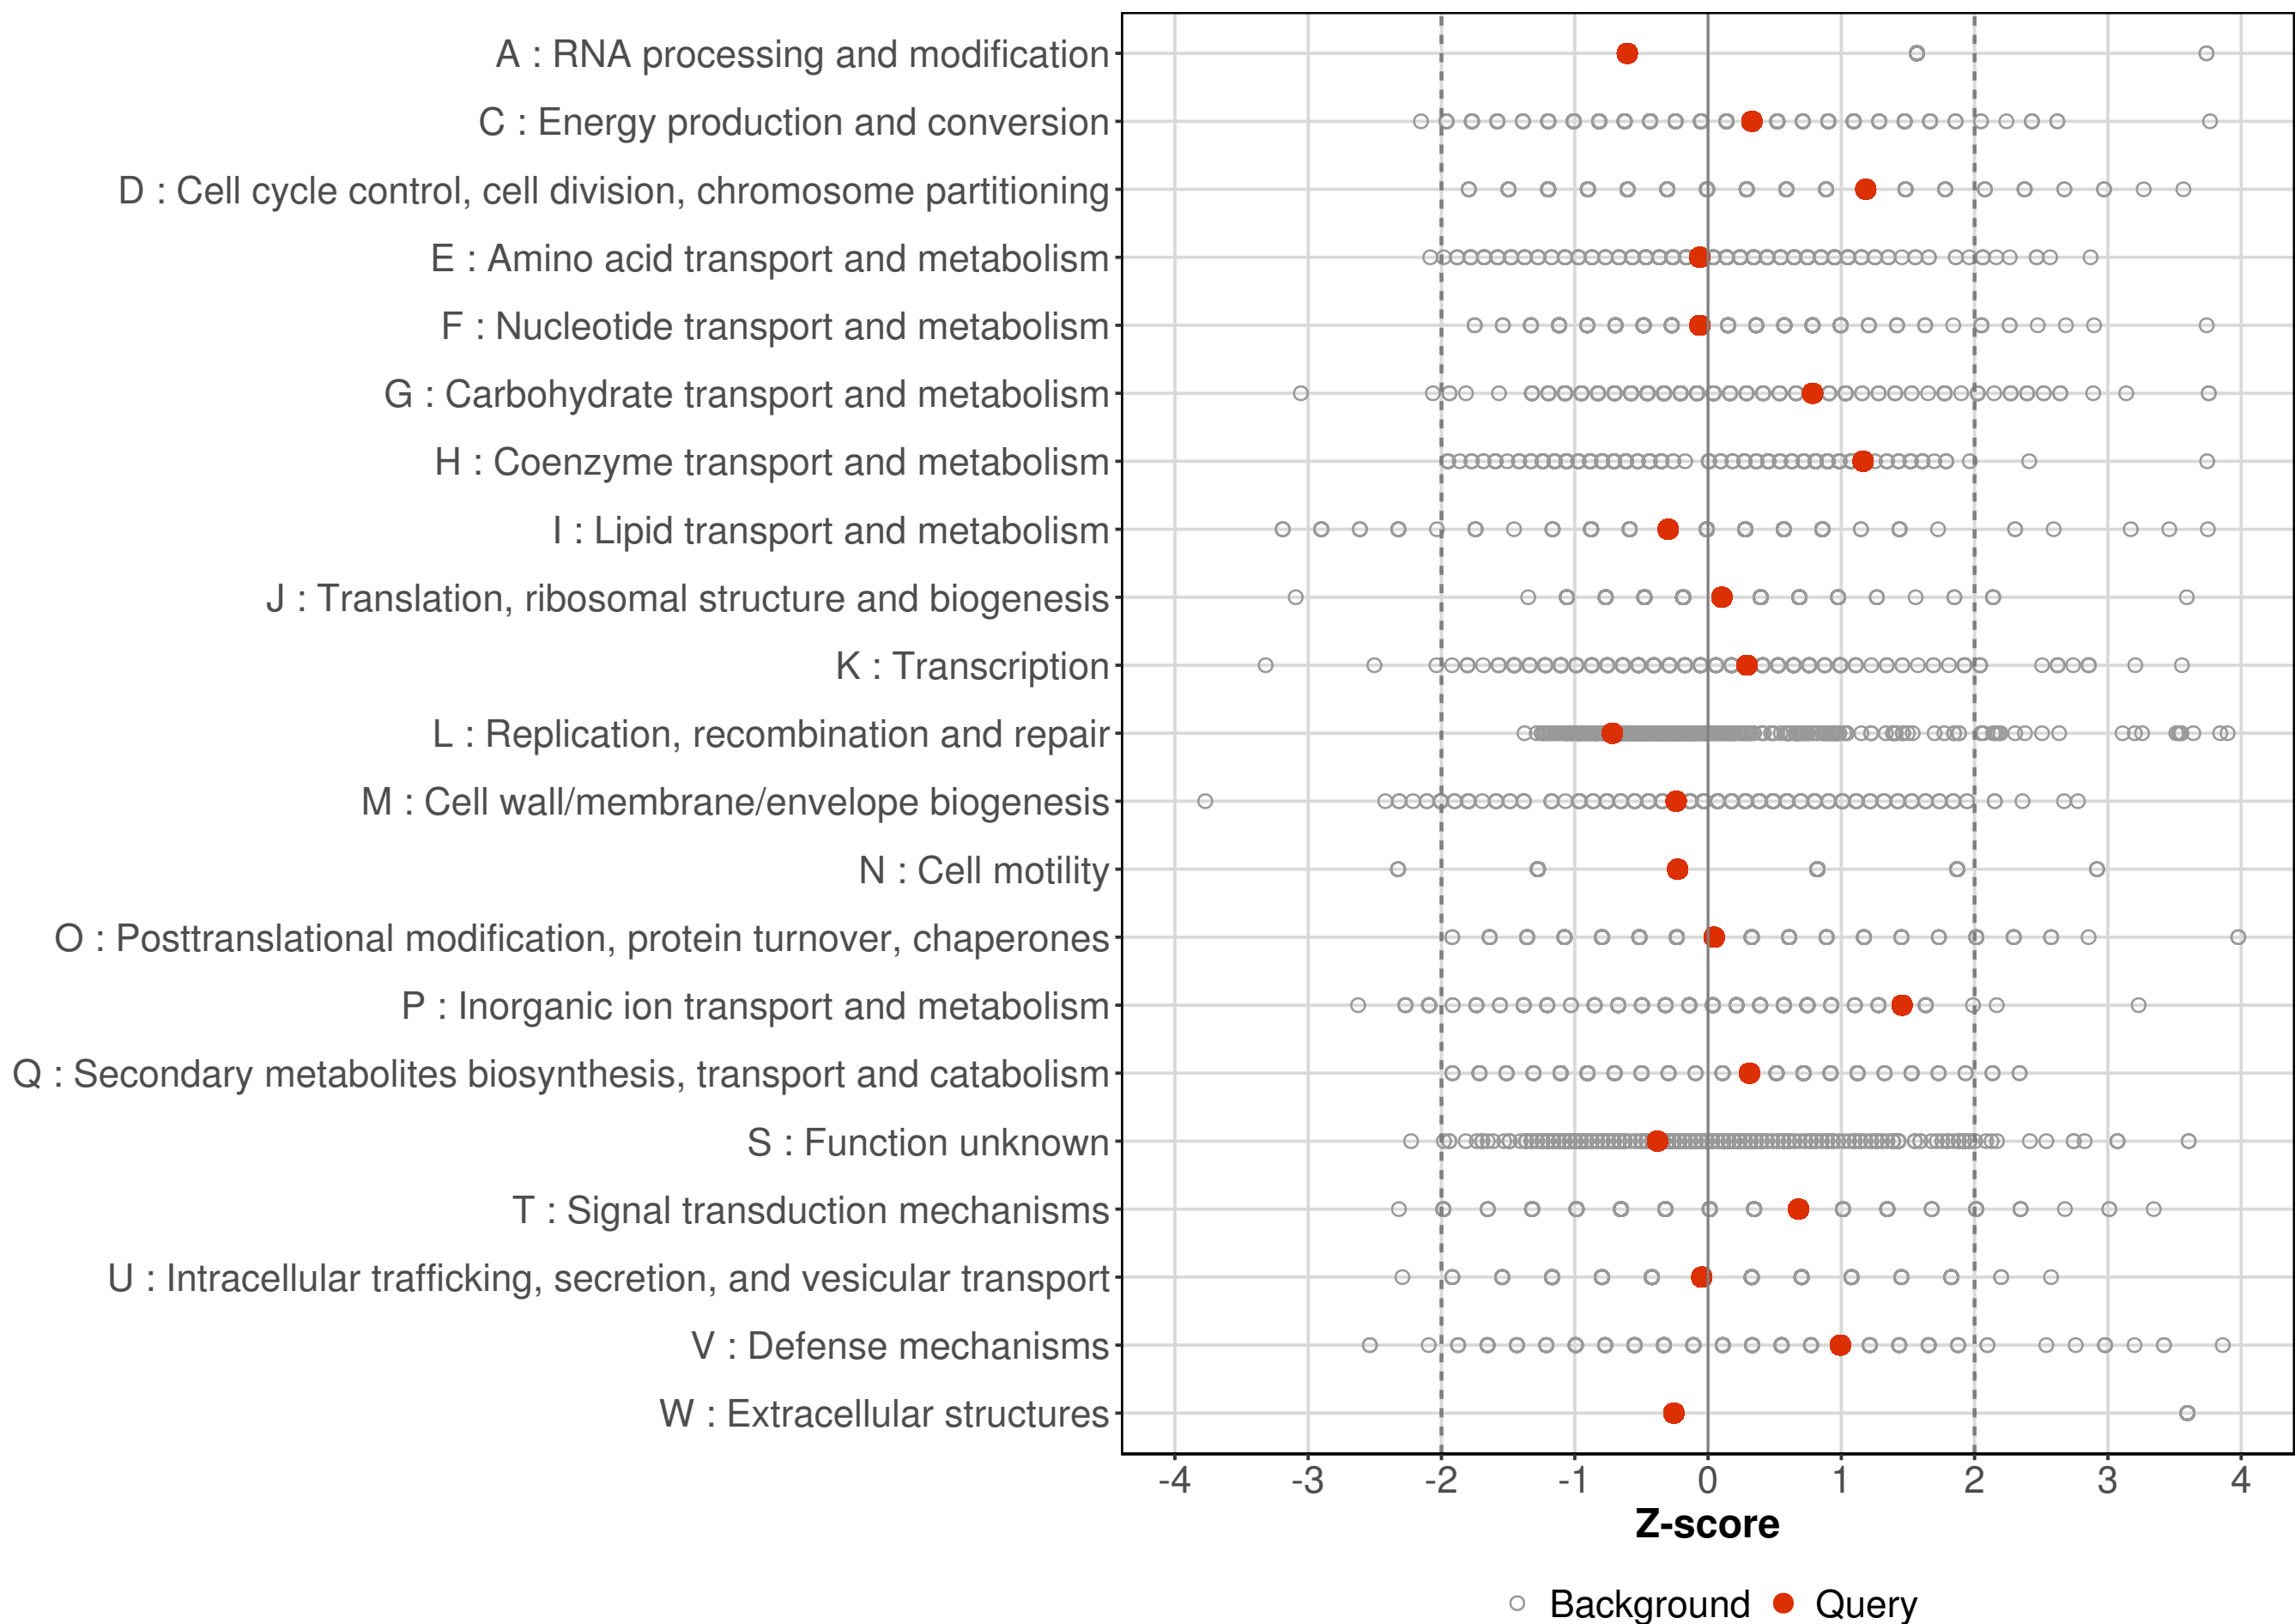 A : RNA processing and modification
C : Energy production and conversion
D : Cell cycle control, cell division, chromosome partitioning
E : Amino acid transport and metabolism
F : Nucleotide transport and metabolism
G : Carbohydrate transport and metabolism
H : Coenzyme transport and metabolism
I : Lipid transport and metabolism
J : Translation, ribosomal structure and biogenesis
K : Transcription
L : Replication, recombination and repair
M : Cell wall/membrane/envelope biogenesis
N : Cell motility
O : Posttranslational modification, protein turnover, chaperones
P : Inorganic ion transport and metabolism
Q : Secondary metabolites biosynthesis, transport and catabolism
S : Function unknown
T : Signal transduction mechanisms
U : Intracellular trafficking, secretion, and vesicular transport
V : Defense mechanisms
W : Extracellular structures
-4 -3 -2 -1 0 1 2 3 4
Z-score
Background Query